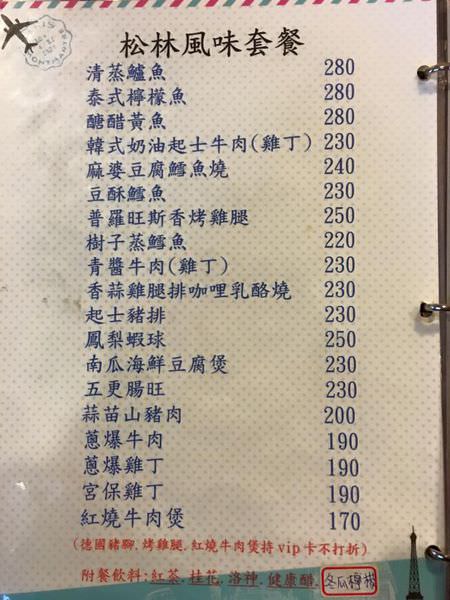 松林風味套餐
清蒸鱸魚 280
泰式檸檬魚 280
醣醋黃魚 280
韓式奶油起士牛肉(雞丁) 230
麻婆豆腐鱈魚燒 240
豆酥鱈魚 230
普羅旺斯香烤雞腿 250
樹子蒸鱈魚 220
青醬牛肉(雞丁) 230
香蒜雞腿排咖哩乳酪燒 230
起士豬排 230
鳳梨蝦球 250
南瓜海鮮豆腐煲 230
五更腸旺 230
蒜苗山豬肉 200
蔥爆牛肉 190
蔥爆雞丁 190
宮保雞丁 190
紅燒牛肉煲 170
(德國豬腳.烤雞腿.紅燒牛肉煲持vip卡不打折)
附餐飲料:紅茶.桂花.洛神.健康醋.冬瓜檸檬